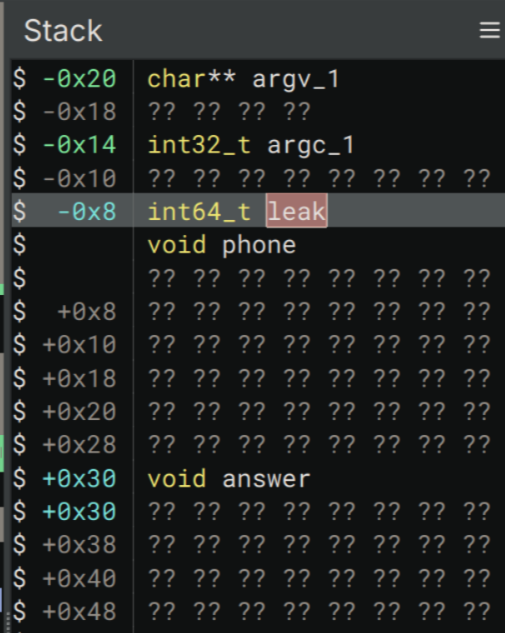 Stack
$ -0x20 char** argv_1
$ -0x18 ?? ?? ?? ??
$ -0x14 int32_t argc_1
$ -0x10 ?? ?? ?? ?? ?? ?? ?? ??
$ -0x8 int64_t leak
$ void phone
$ ?? ?? ?? ?? ?? ?? ?? ??
$ +0x8 ?? ?? ?? ?? ?? ?? ?? ??
$ +0x10 ?? ?? ?? ?? ?? ?? ?? ??
$ +0x18 ?? ?? ?? ?? ?? ?? ?? ??
$ +0x20 ?? ?? ?? ?? ?? ?? ?? ??
$ +0x28 ?? ?? ?? ?? ?? ?? ?? ??
$ +0x30 void answer
$ +0x30 ?? ?? ?? ?? ?? ?? ?? ??
$ +0x38 ?? ?? ?? ?? ?? ?? ?? ??
$ +0x40 ?? ?? ?? ?? ?? ?? ?? ??
$ +0x48 ?? ?? ?? ?? ?? ?? ?? ??